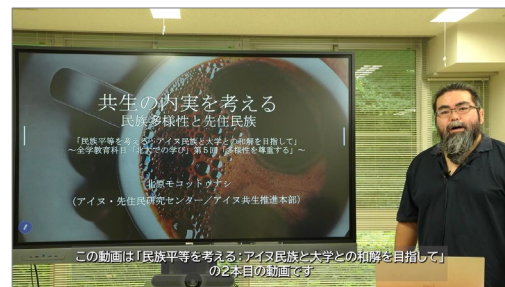 共生の内実を考える
民族多様性と先住民族
「民族平等を考える:アイヌ民族と大学との和解を目指して」
～全学教育科目「北大での学び」第5回「多様性を尊重する」～
北原モコットゥナシ
(アイヌ・先住民研究センター/アイヌ共生推進本部)
この動画は「民族平等を考える:アイヌ民族と大学との和解を目指して」
の2本目の動画です